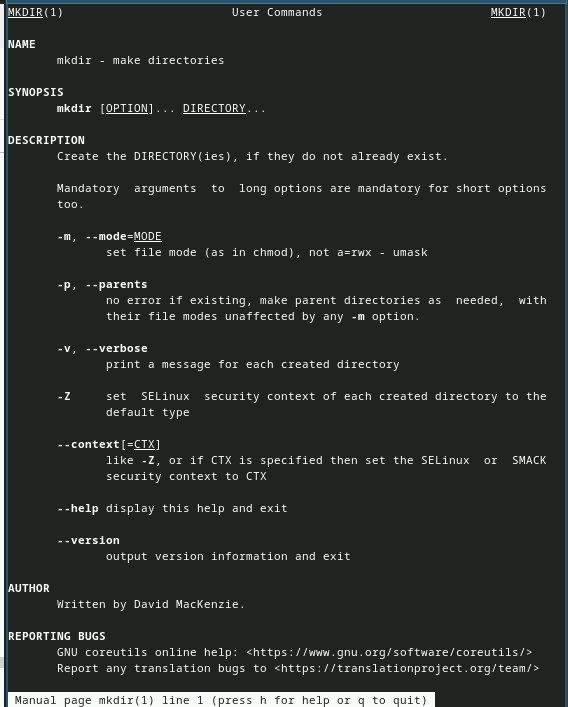 MKDIR(1) User Commands MKDIR(1)
NAME
mkdir - make directories
SYNOPSIS
mkdir [OPTION]... DIRECTORY...
DESCRIPTION
Create the DIRECTORY(ies), if they do not already exist.
Mandatory arguments to long options are mandatory for short options
too.
-m, --mode=MODE
set file mode (as in chmod), not a=rwx - umask
-p, --parents
no error if existing, make parent directories as needed, with
their file modes unaffected by any -m option.
-v, --verbose
print a message for each created directory
-Z set SELinux security context of each created directory to the
default type
--context[=CTX]
like -Z, or if CTX is specified then set the SELinux or SMACK
security context to CTX
--help display this help and exit
--version
output version information and exit
AUTHOR
Written by David MacKenzie.
REPORTING BUGS
GNU coreutils online help: <https://www.gnu.org/software/coreutils/>
Report any translation bugs to <https://translationproject.org/team/>
Manual page mkdir(1) line 1 (press h for help or q to quit)